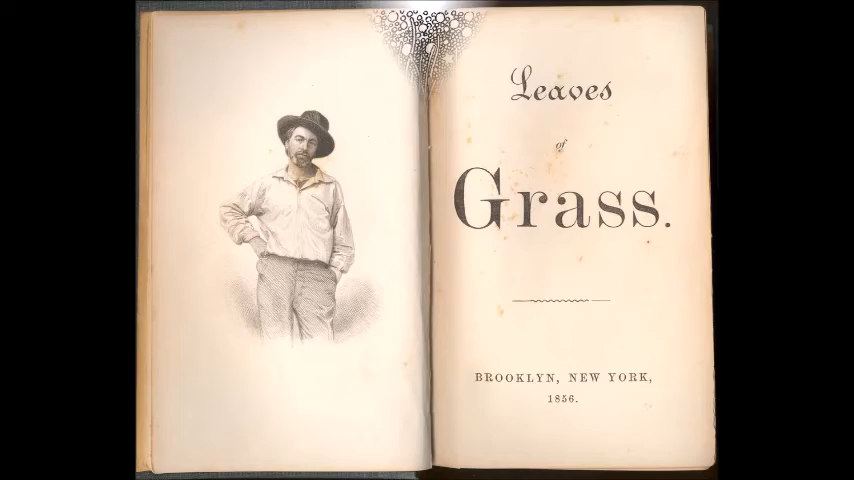 Leaves
of
Grass.
BROOKLYN, NEW YORK,
1856.